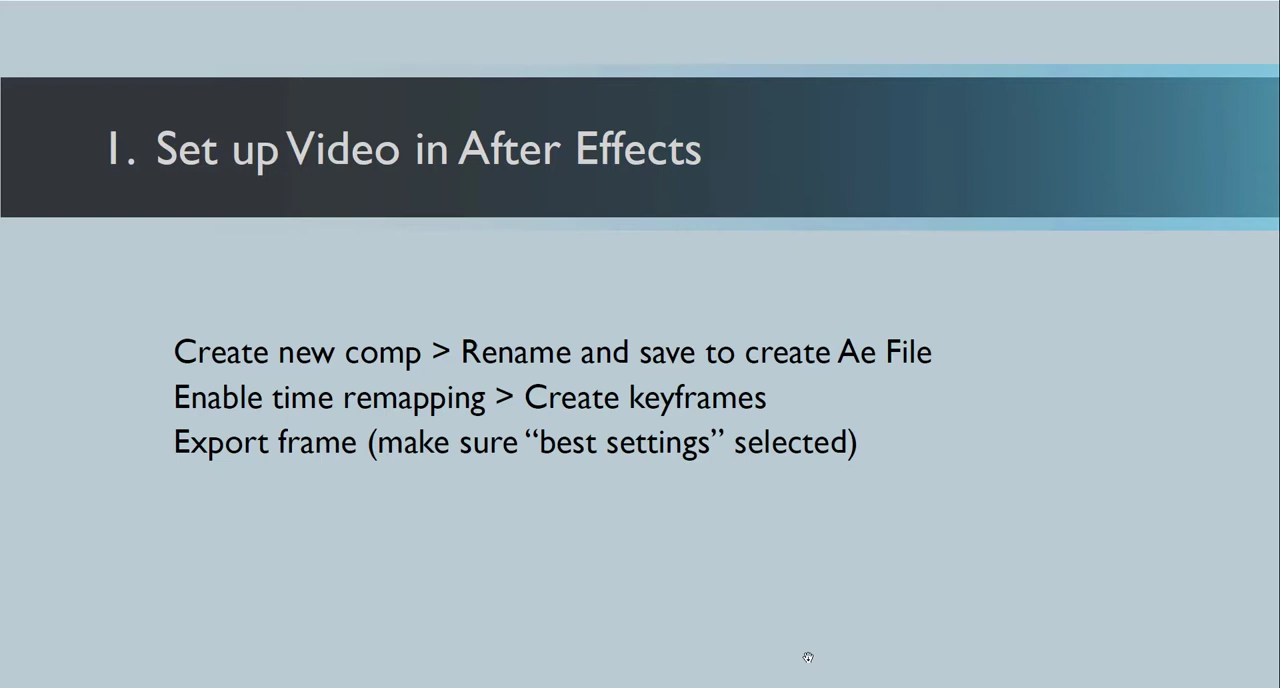 1. Set up Video in After Effects
Create new comp > Rename and save to create Ae File
Enable time remapping > Create keyframes
Export frame (make sure “best settings” selected)